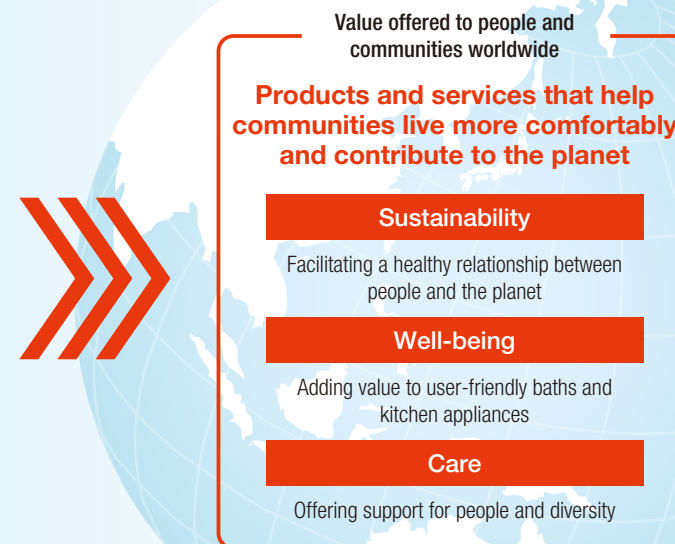 Value offered to people and
communities worldwide
Products and services that help
communities live more comfortably
and contribute to the planet
Sustainability
Facilitating a healthy relationship between
people and the planet
Well-being
Adding value to user-friendly baths and
kitchen appliances
Care
Offering support for people and diversity